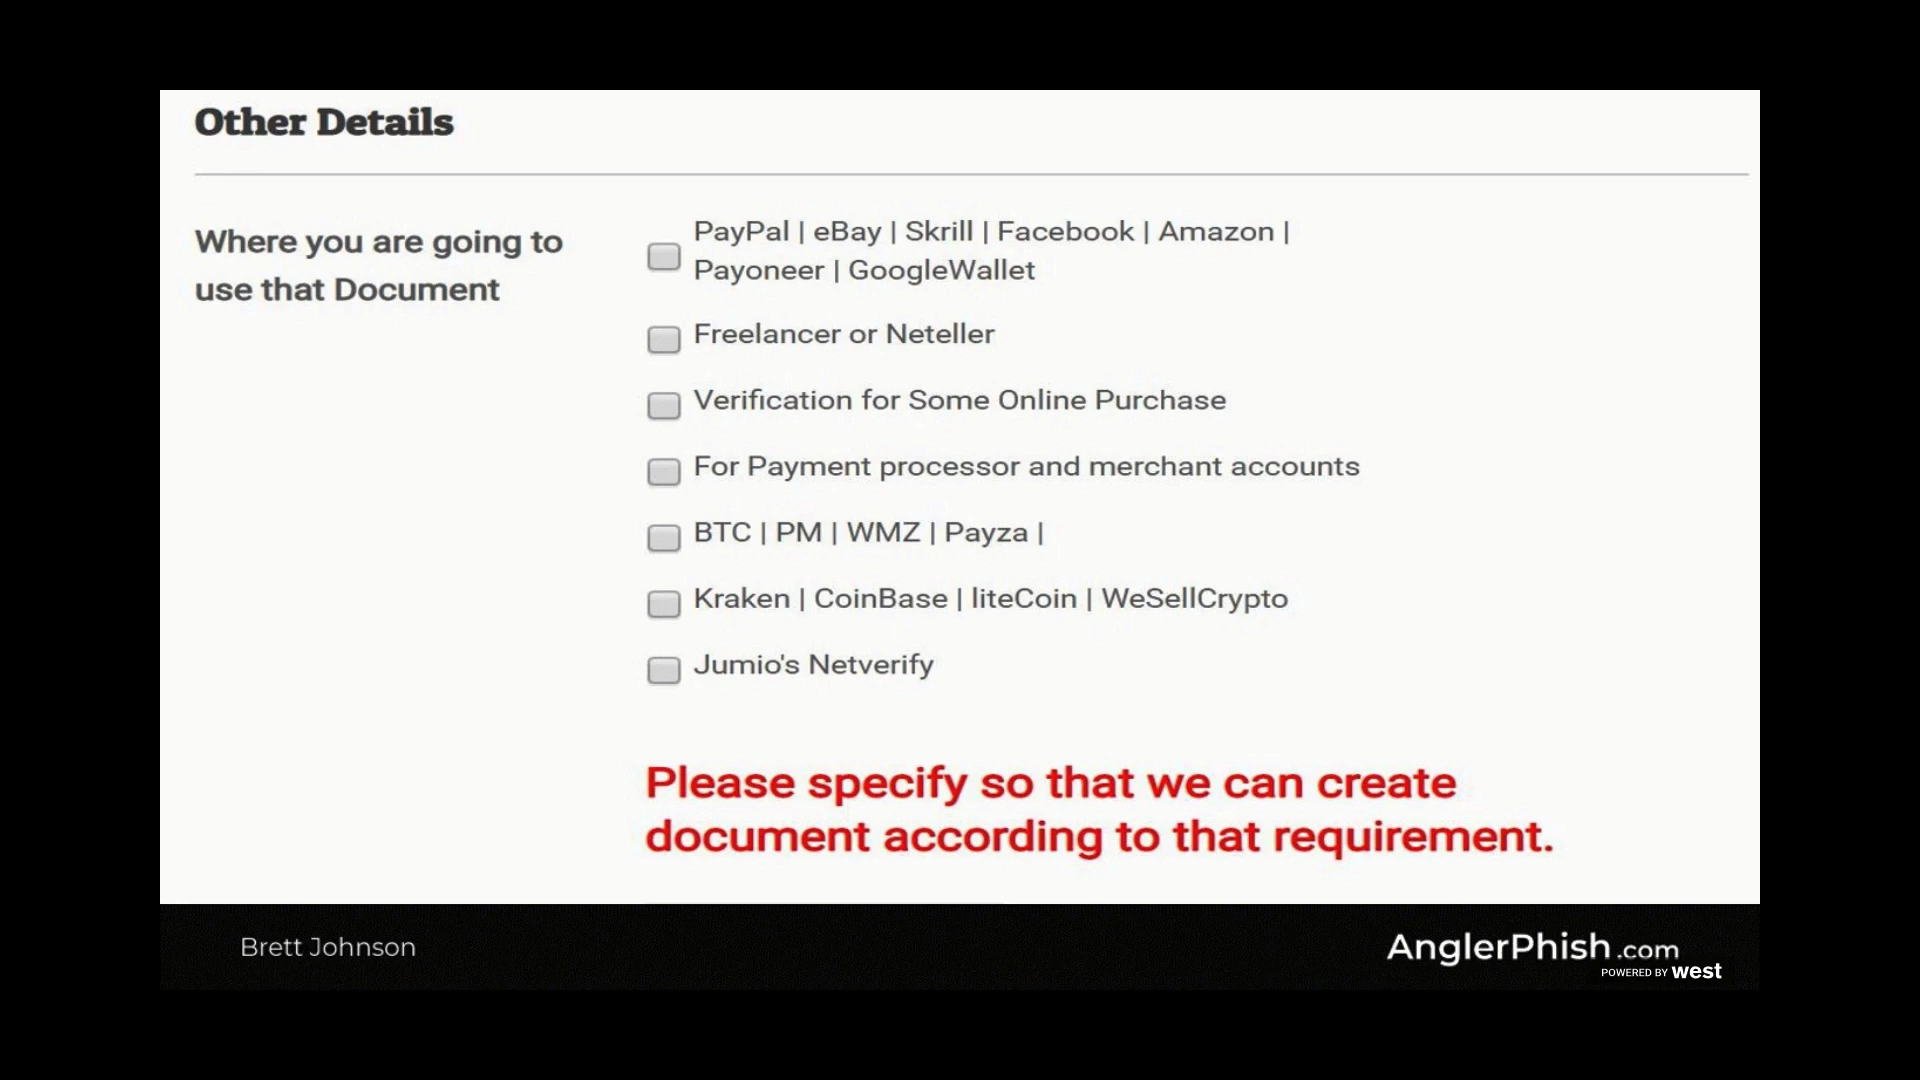 Other Details
Where you are going to
use that Document
PayPal | eBay | Skrill | Facebook | Amazon |
Payoneer | GoogleWallet
Freelancer or Neteller
Verification for Some Online Purchase
For Payment processor and merchant accounts
BTC | PM | WMZ | Payza |
Kraken | CoinBase | liteCoin | WeSellCrypto
Jumio's Netverify
Please specify so that we can create
document according to that requirement.
Brett Johnson
AnglerPhish.com
POWERED BY west